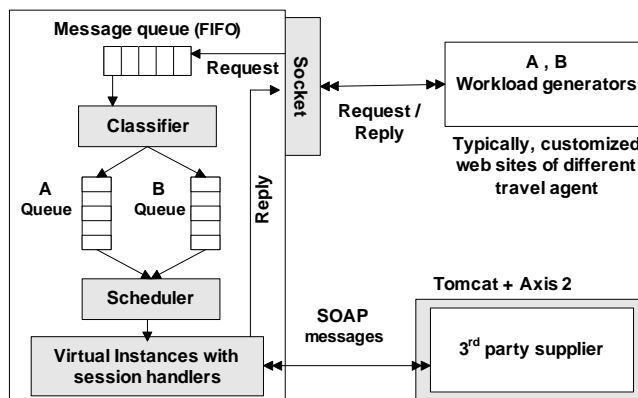 Message queue (FIFO)
Request
Socket
A , B
Workload generators
Request /
Reply
Typically, customized
web sites of different
travel agent
Classifier
A
Queue
B
Queue
Reply
Scheduler
Virtual Instances with
session handlers
SOAP
messages
Tomcat + Axis 2
3rd party supplier